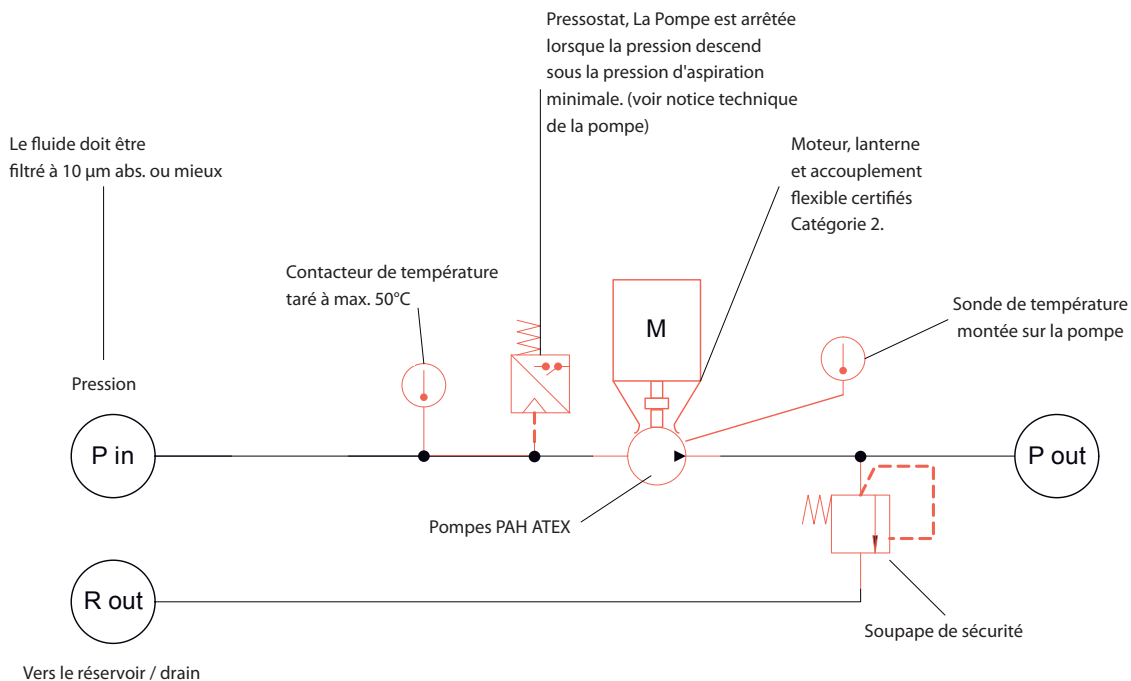 Pressostat, La Pompe est arrêtée
lorsque la pression descend
sous la pression d'aspiration
minimale. (voir notice technique
de la pompe)
Le fluide doit être
filtré à 10 µm abs. ou mieux
Moteur, lanterne
et accouplement
flexible certifiés
Catégorie 2.
Contacteur de température
taré à max. 50°C
Sonde de température
montée sur la pompe
M
Pression
P in
P out
Pompes PAH ATEX
R out
Soupape de sécurité
Vers le réservoir / drain